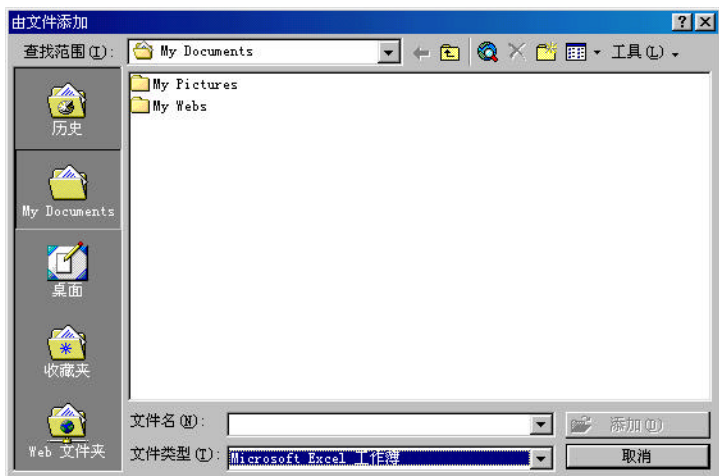 由文件添加
查找范围(I): My Documents 工具(L)
My Pictures
My Webs
历史
My Documents
桌面
收藏夹
Web 文件夹
文件名(N): 添加(U)
文件类型(T): Microsoft Excel 工作簿 取消